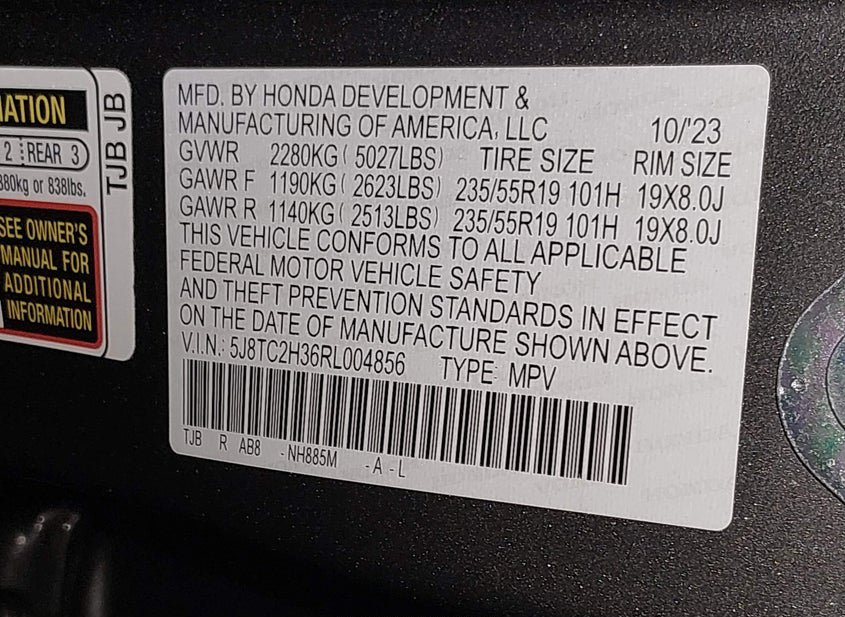 ATION
2 REAR 3
380kg or 838lbs.
SEE OWNER'S
MANUAL FOR
ADDITIONAL
INFORMATION
TJB JB
MFD. BY HONDA DEVELOPMENT &
MANUFACTURING OF AMERICA, LLC 10/'23
GVWR 2280KG( 5027LBS) TIRE SIZE RIM SIZE
GAWR F 1190KG( 2623LBS) 235/55R19 101H 19X8.0J
GAWR R 1140KG( 2513LBS) 235/55R19 101H 19X8.0J
THIS VEHICLE CONFORMS TO ALL APPLICABLE
FEDERAL MOTOR VEHICLE SAFETY
AND THEFT PREVENTION STANDARDS IN EFFECT
ON THE DATE OF MANUFACTURE SHOWN ABOVE.
V.I.N.: 5J8TC2H36RL004856 TYPE: MPV
TJB R AB8 -NH885M -A -L